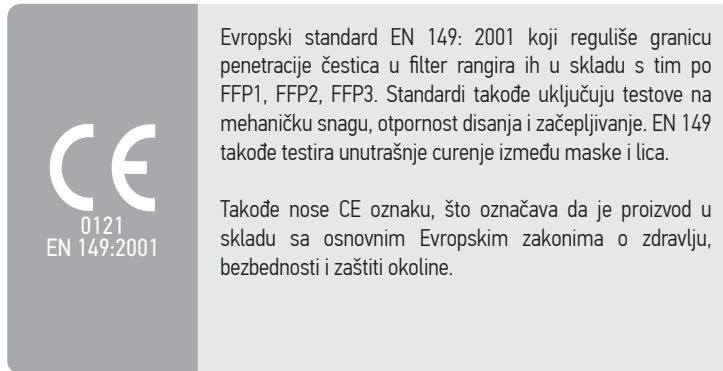 CE
0121
EN 149:2001
Evropski standard EN 149: 2001 koji reguliše granicu
penetracije čestica u filter rangira ih u skladu s tim po
FFP1, FFP2, FFP3. Standardi takođe uključuju testove na
mehaničku snagu, otpornost disanja i začepljivanje. EN 149
takođe testira unutrašnje curenje između maske i lica.
Takođe nose CE oznaku, što označava da je proizvod u
skladu sa osnovnim Evropskim zakonima o zdravlju,
bezbednosti i zaštiti okoline.